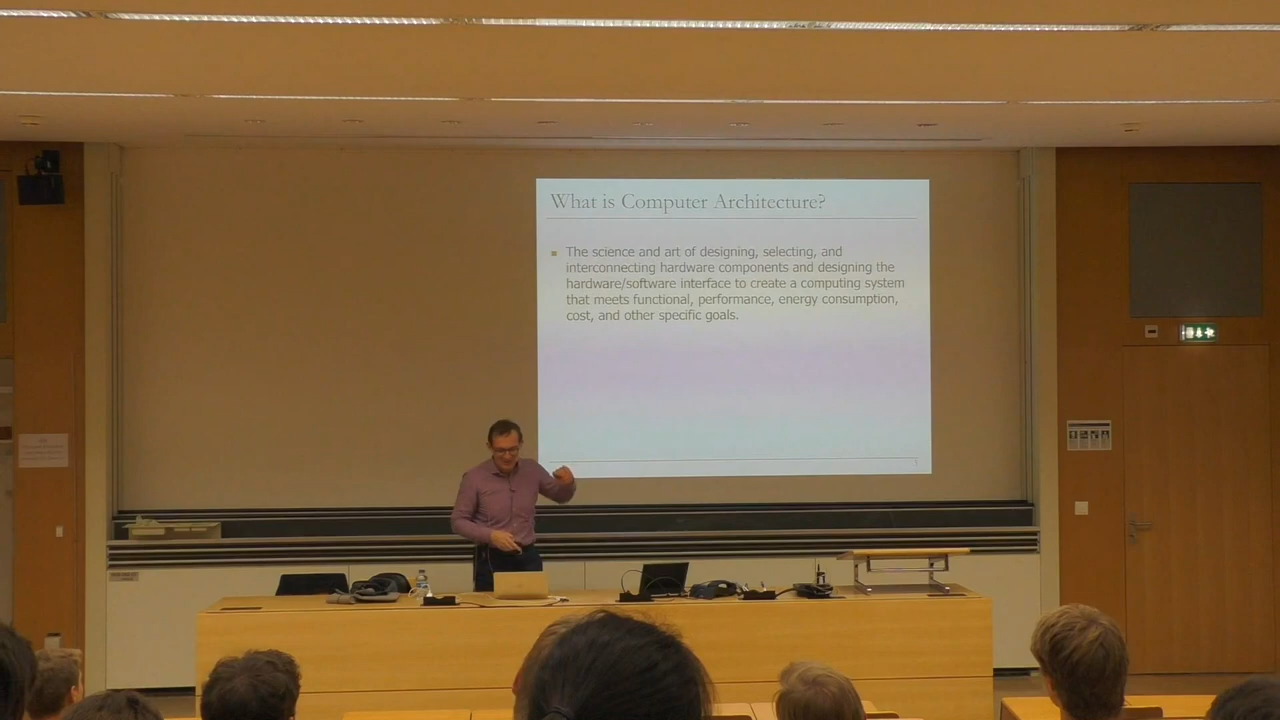 What is Computer Architecture?
The science and art of designing, selecting, and
interconnecting hardware components and designing the
hardware/software interface to create a computing system
that meets functional, performance, energy consumption,
cost, and other specific goals.